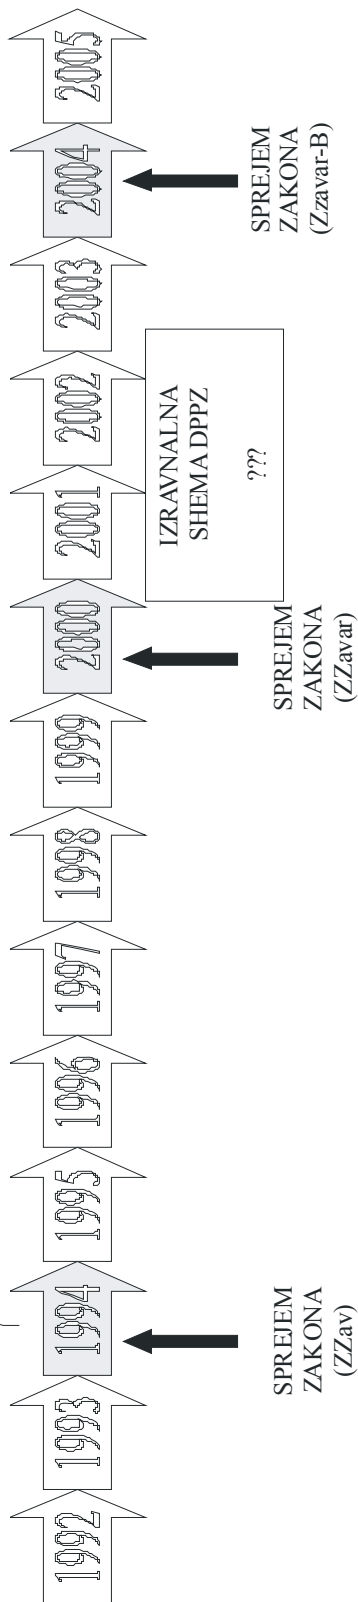 1992
1993
1994
1995
1996
1997
1998
1999
2000
2001
2002
2003
2004
2005
SPREJEM
ZAKONA
(ZZav)
SPREJEM
ZAKONA
(ZZavar)
IZRAVNALNA
SHEMA DPPZ
???
SPREJEM
ZAKONA
(Zzavar-B)